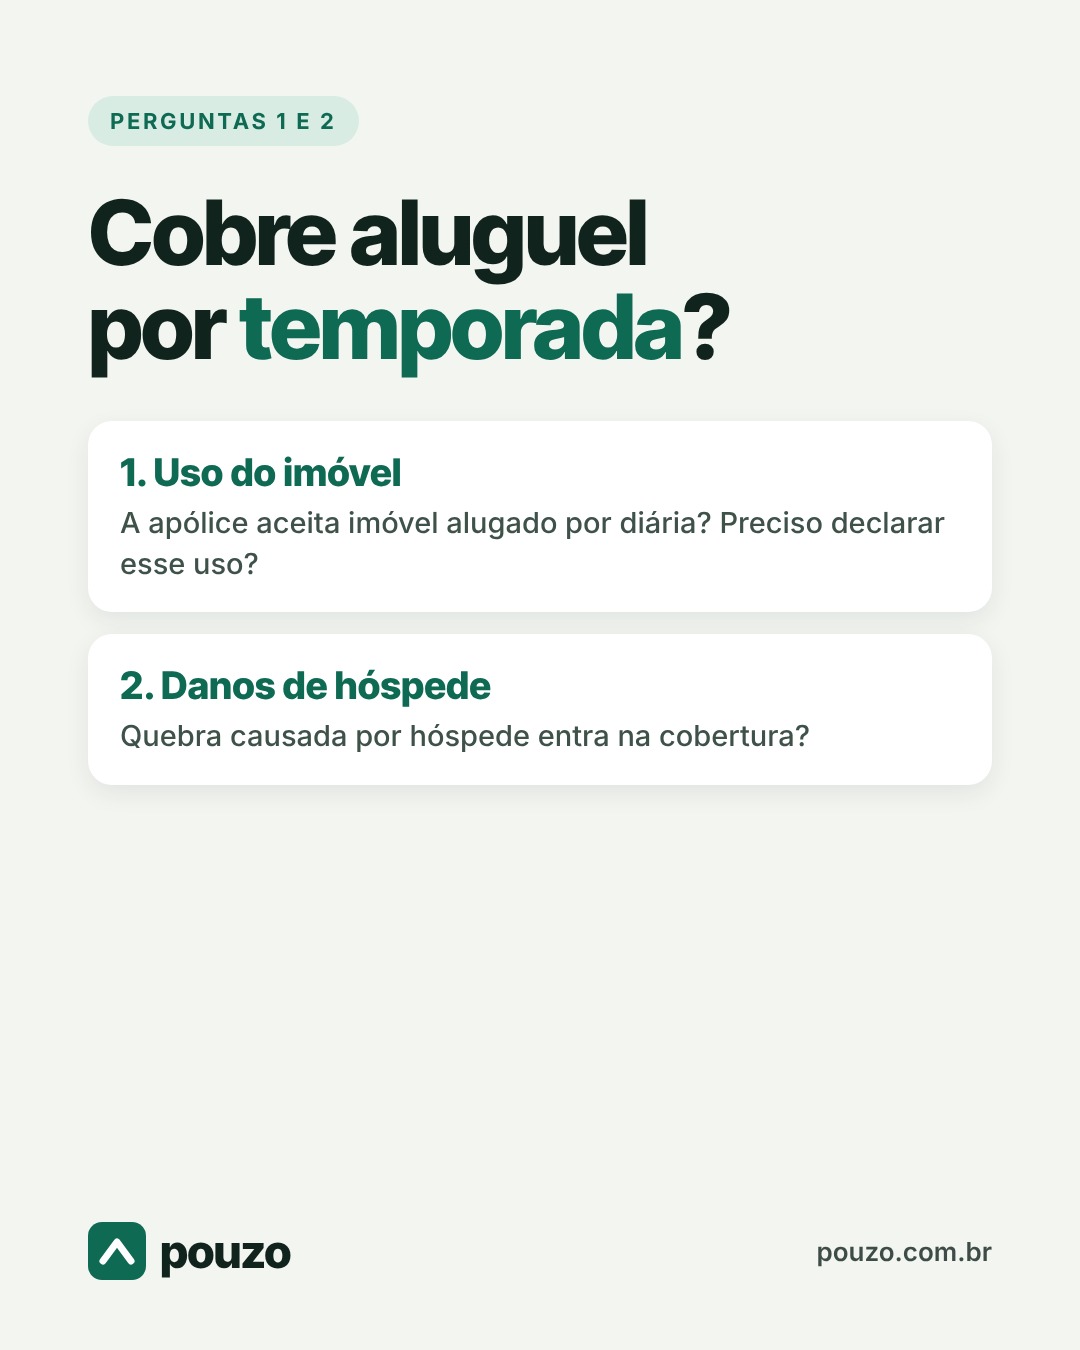 PERGUNTAS 1 E 2
Cobre aluguel
por temporada?
1. Uso do imóvel
A apólice aceita imóvel alugado por diária? Preciso declarar
esse uso?
2. Danos de hóspede
Quebra causada por hóspede entra na cobertura?
pouzo
pouzo.com.br